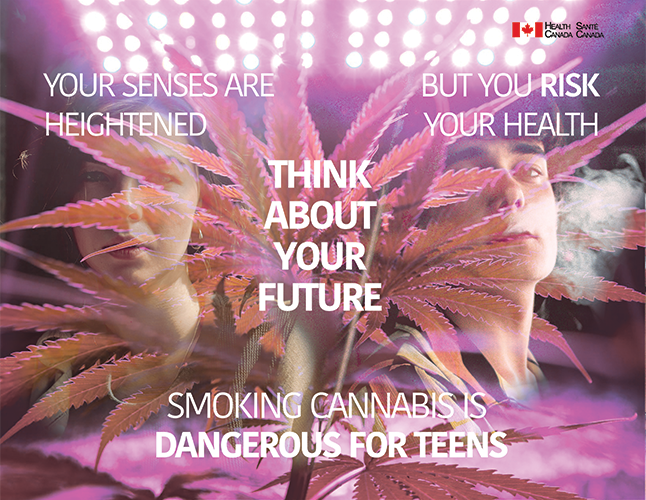 HEALTH SANTÉ
CANADA CANADA
YOUR SENSES ARE
HEIGHTENED
BUT YOU RISK
YOUR HEALTH
THINK
ABOUT
YOUR
FUTURE
SMOKING CANNABIS IS
DANGEROUS FOR TEENS